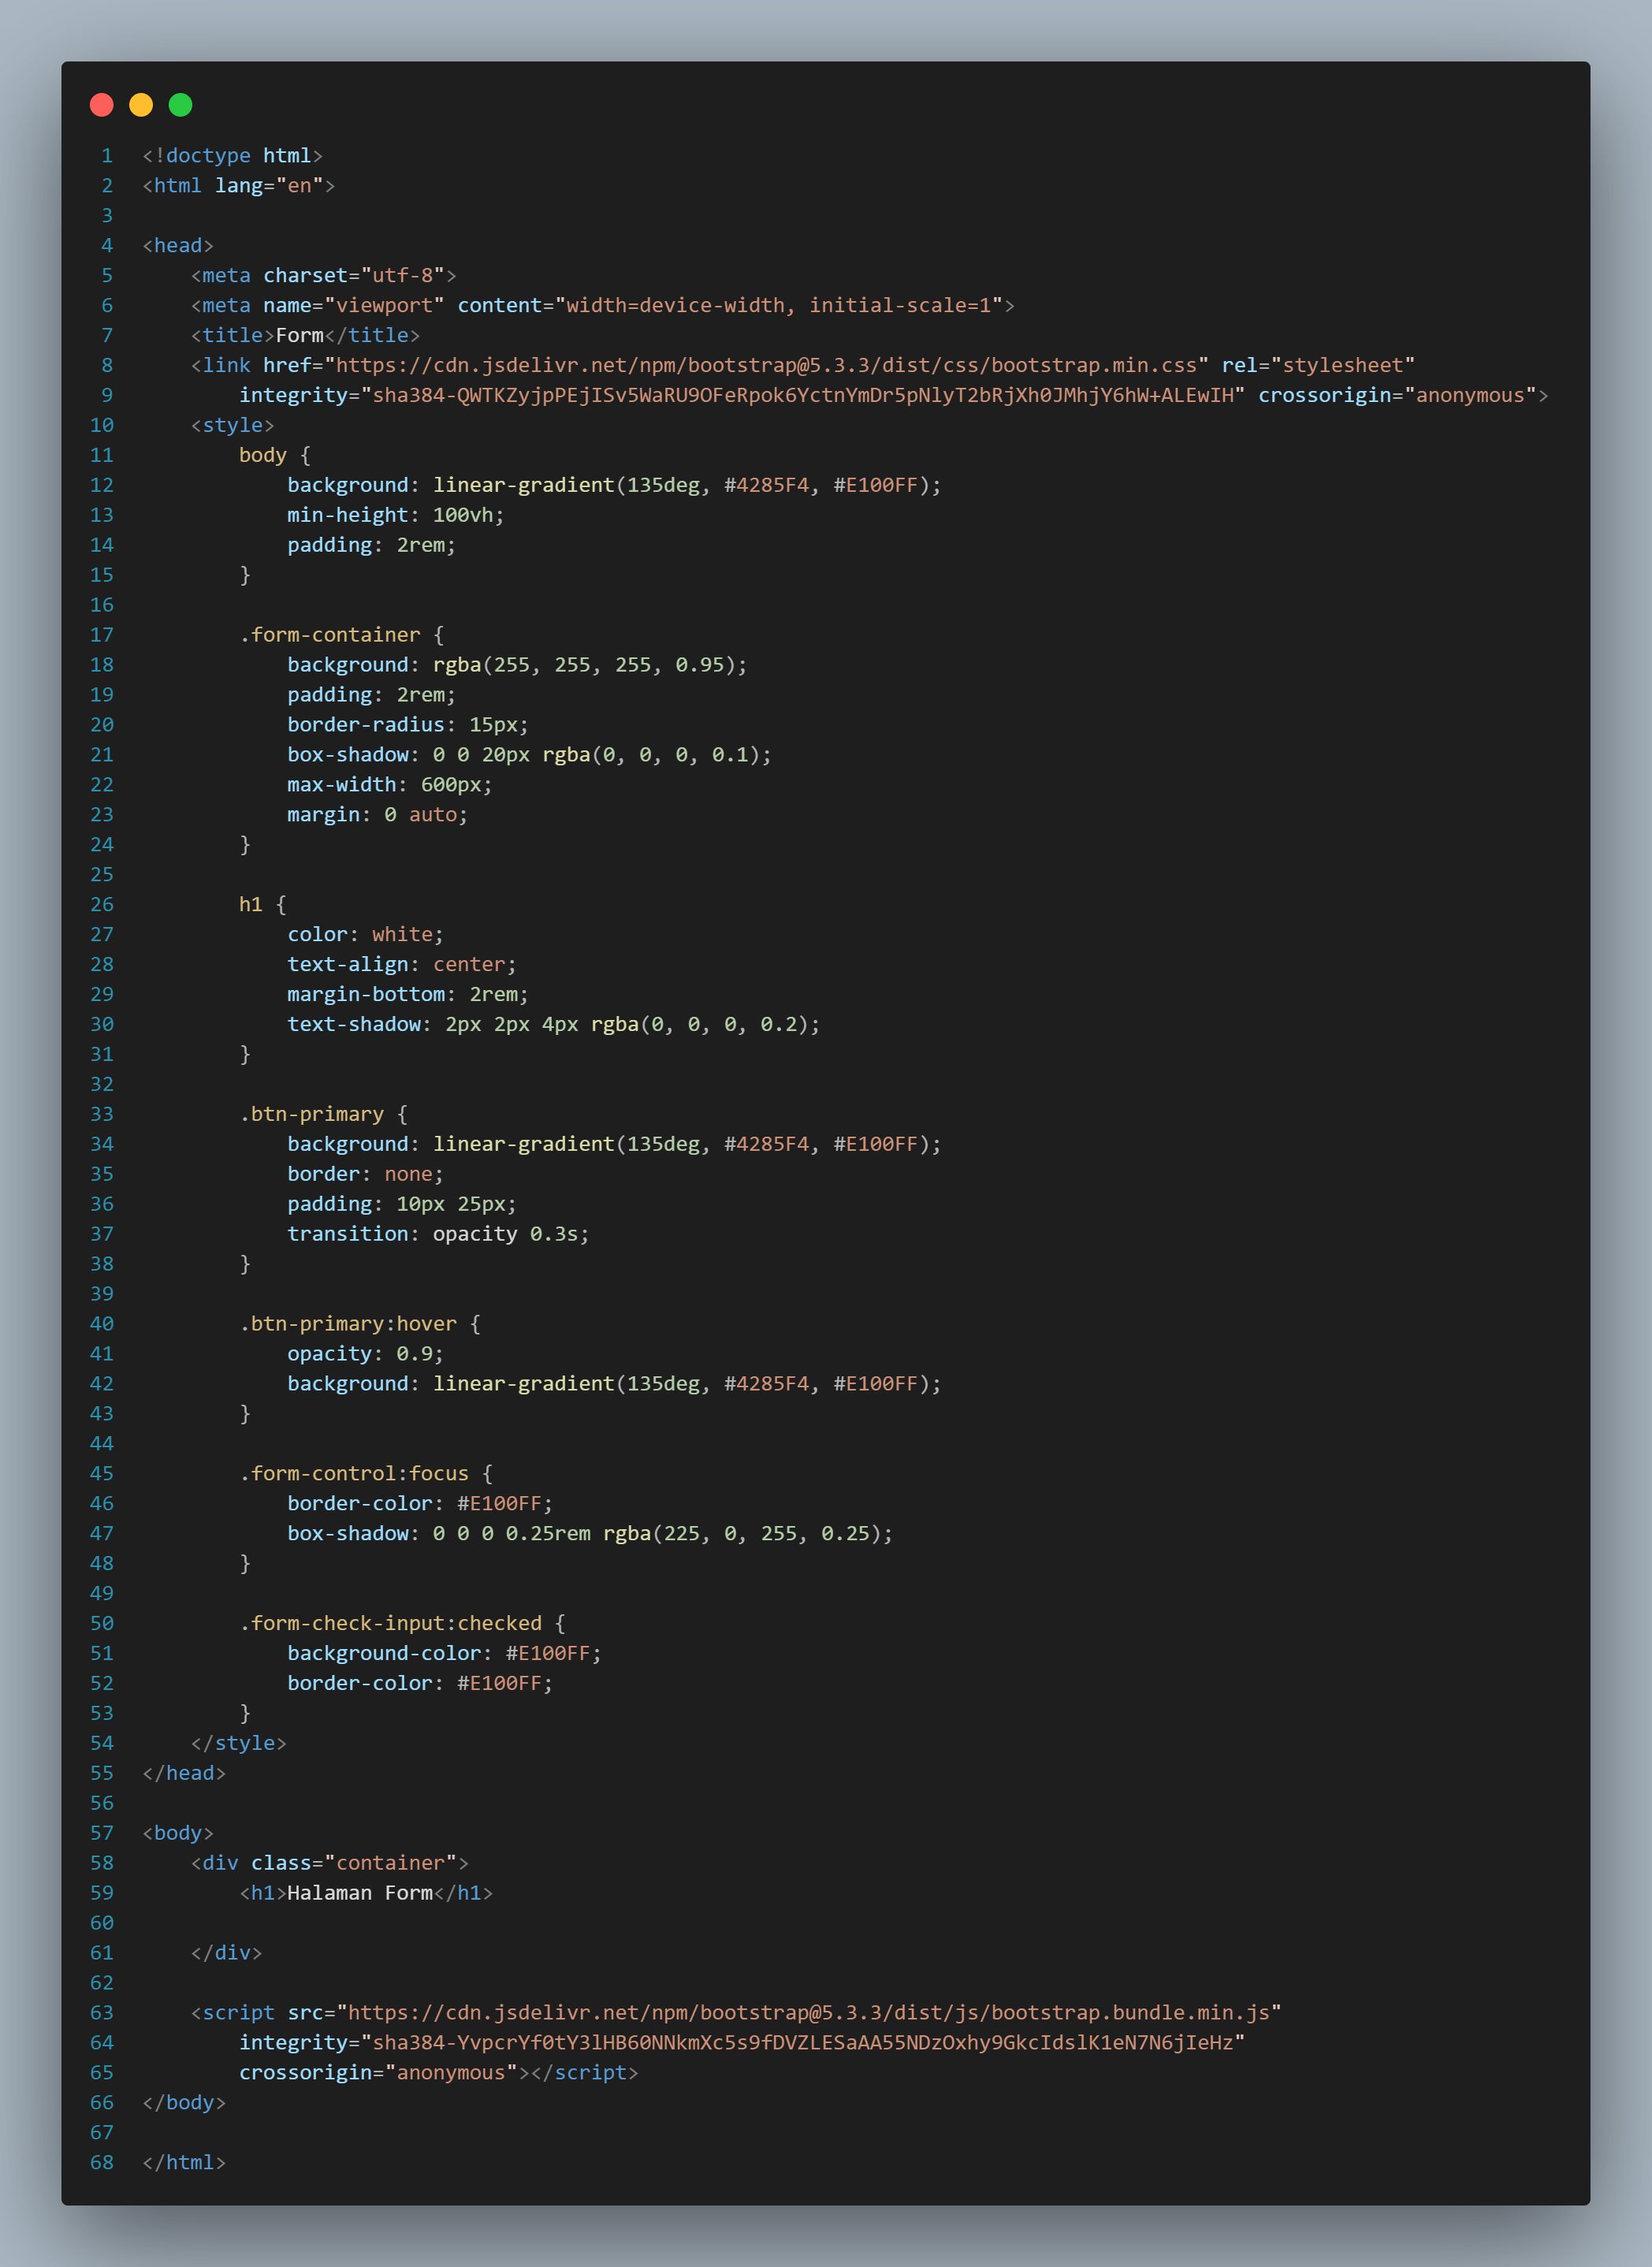 1 <!doctype html>
2 <html lang="en">
3
4 <head>
5     <meta charset="utf-8">
6     <meta name="viewport" content="width=device-width, initial-scale=1">
7     <title>Form</title>
8     <link href="https://cdn.jsdelivr.net/npm/bootstrap@5.3.3/dist/css/bootstrap.min.css" rel="stylesheet"
9         integrity="sha384-QWTKZyjpPEjISv5WaRU9OFeRpok6YctnYmDr5pNlyT2bRjXh0JMhjY6hW+ALEwIH" crossorigin="anonymous">
10     <style>
11         body {
12             background: linear-gradient(135deg, #4285F4, #E100FF);
13             min-height: 100vh;
14             padding: 2rem;
15         }
16
17         .form-container {
18             background: rgba(255, 255, 255, 0.95);
19             padding: 2rem;
20             border-radius: 15px;
21             box-shadow: 0 0 20px rgba(0, 0, 0, 0.1);
22             max-width: 600px;
23             margin: 0 auto;
24         }
25
26         h1 {
27             color: white;
28             text-align: center;
29             margin-bottom: 2rem;
30             text-shadow: 2px 2px 4px rgba(0, 0, 0, 0.2);
31         }
32
33         .btn-primary {
34             background: linear-gradient(135deg, #4285F4, #E100FF);
35             border: none;
36             padding: 10px 25px;
37             transition: opacity 0.3s;
38         }
39
40         .btn-primary:hover {
41             opacity: 0.9;
42             background: linear-gradient(135deg, #4285F4, #E100FF);
43         }
44
45         .form-control:focus {
46             border-color: #E100FF;
47             box-shadow: 0 0 0 0.25rem rgba(225, 0, 255, 0.25);
48         }
49
50         .form-check-input:checked {
51             background-color: #E100FF;
52             border-color: #E100FF;
53         }
54     </style>
55 </head>
56
57 <body>
58     <div class="container">
59         <h1>Halaman Form</h1>
60
61     </div>
62
63     <script src="https://cdn.jsdelivr.net/npm/bootstrap@5.3.3/dist/js/bootstrap.bundle.min.js"
64         integrity="sha384-YvpcrYf0tY3lHB60NNkmXc5s9fDVZLESaAA55NDzOxhy9GkcIdslK1eN7N6jIeHz"
65         crossorigin="anonymous"></script>
66 </body>
67
68 </html>